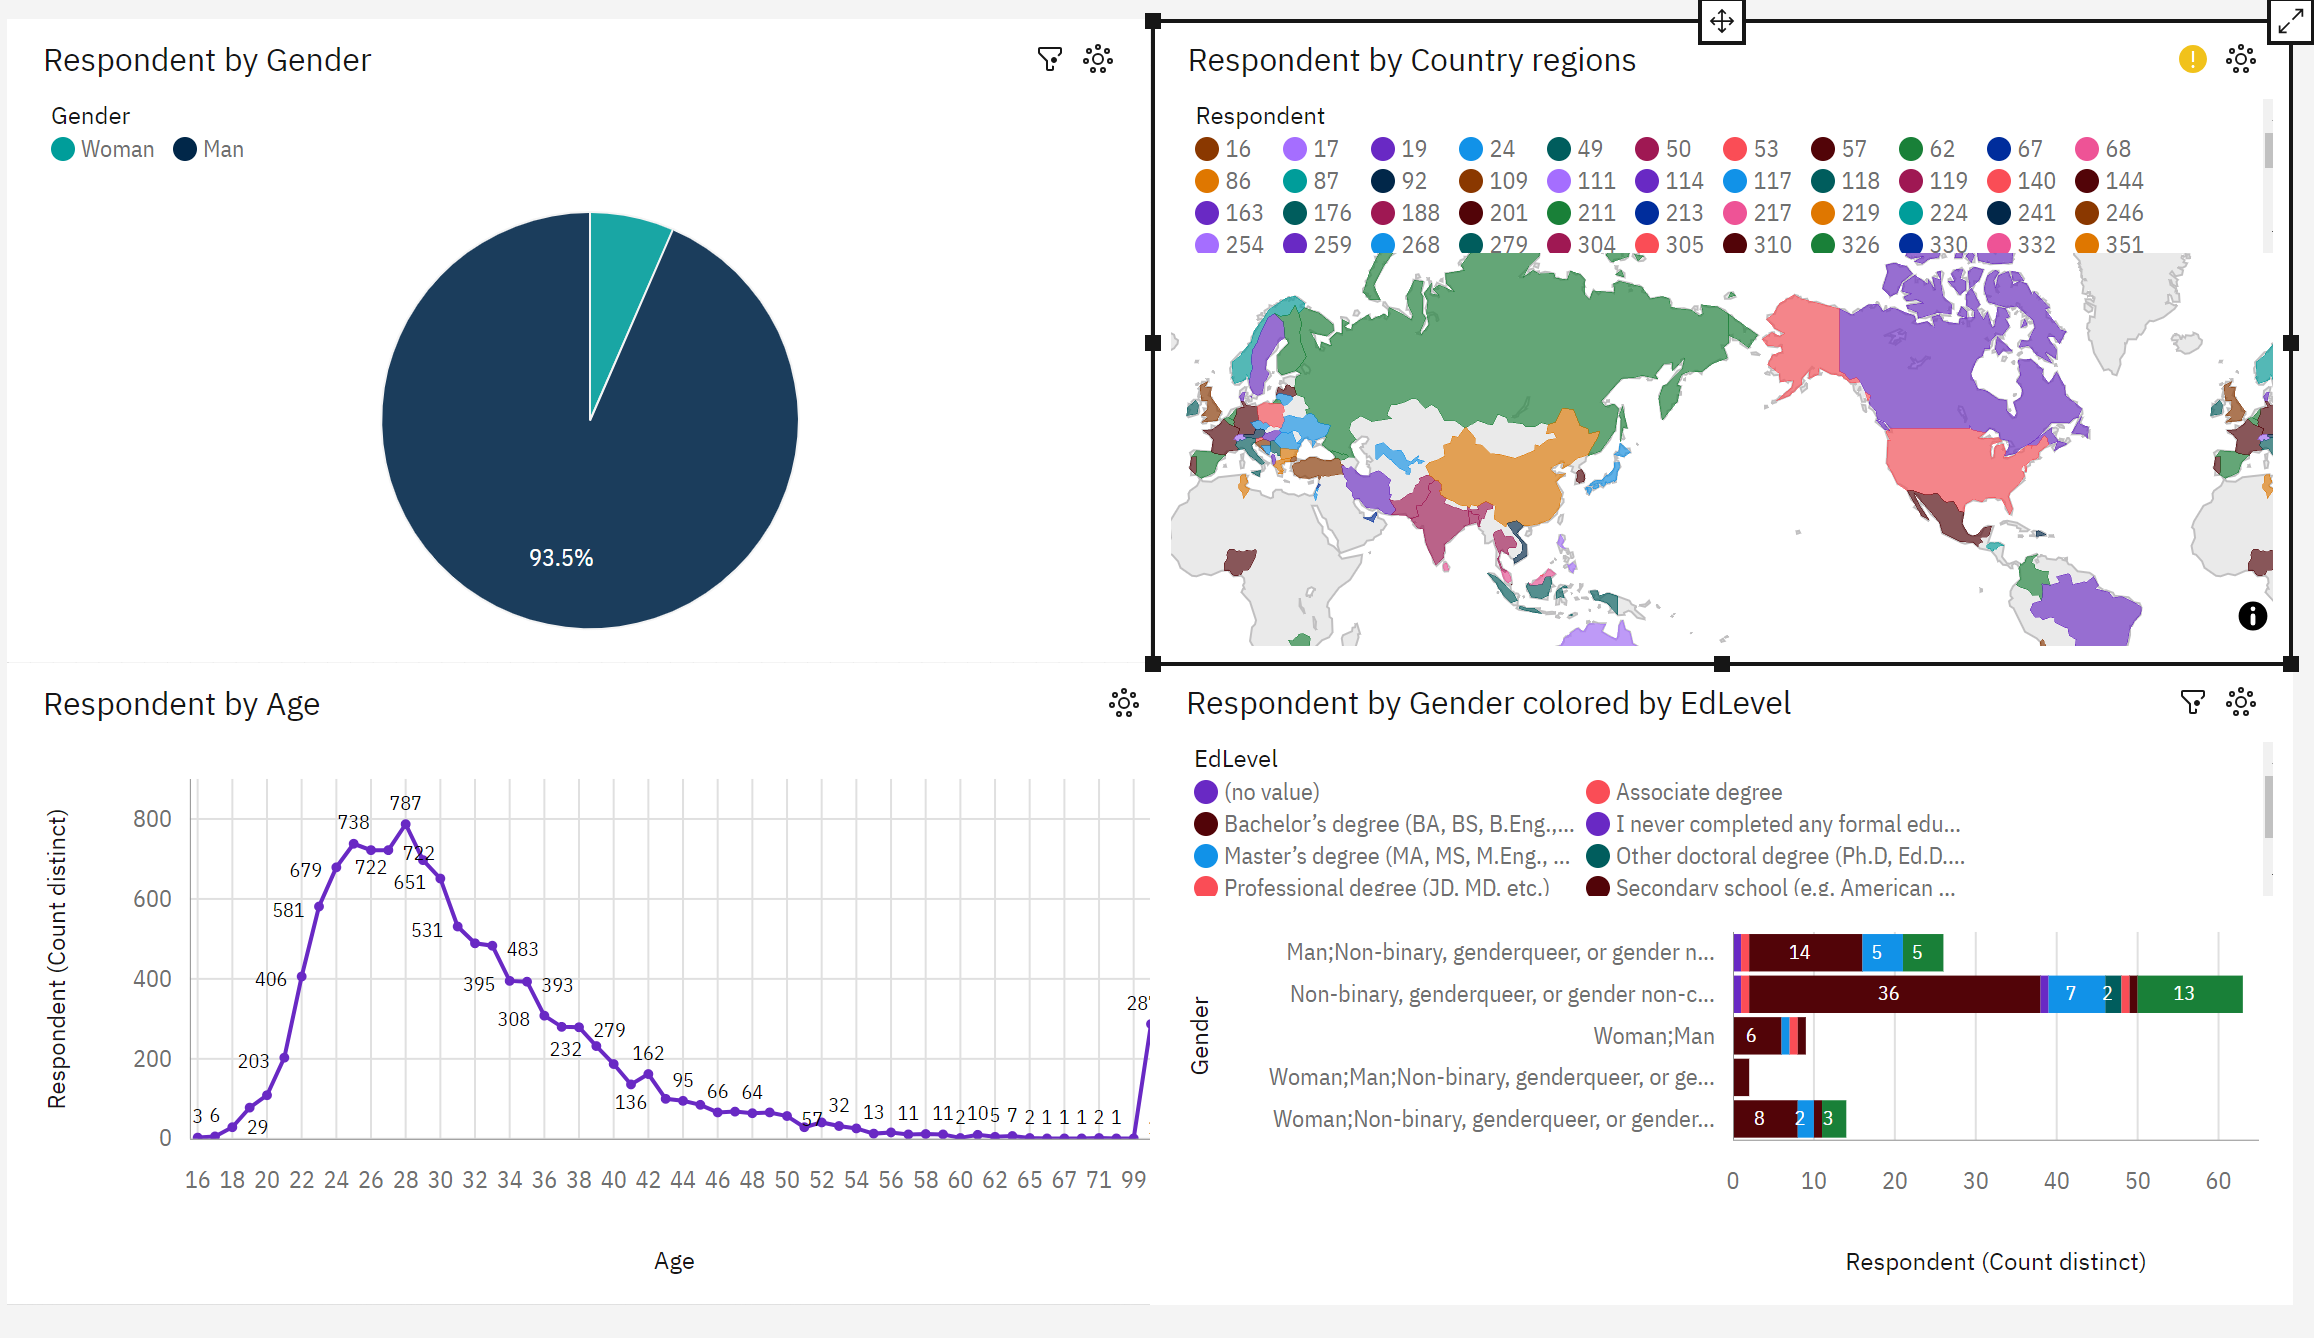 Respondent by Gender
Gender
Woman Man
93.5%
Respondent by Country regions
Respondent
16 17 19 24 49 50 53 57 62 67 68
86 87 92 109 111 114 117 118 119 140 144
163 176 188 201 211 213 217 219 224 241 246
254 259 268 279 304 305 310 326 330 332 351
Respondent by Age
Respondent (Count distinct)
800
600
400
200
0
3 6 29 203 406 581 679 738 722 787 722 651 531 483 395 393 308 279 232 162 136 95 66 64 57 32 13 11 11 2 10 5 7 2 1 1 1 2 1
16 18 20 22 24 26 28 30 32 34 36 38 40 42 44 46 48 50 52 54 56 58 60 62 65 67 71 99
Age
Respondent by Gender colored by EdLevel
EdLevel
(no value) Associate degree
Bachelor’s degree (BA, BS, B.Eng.,... I never completed any formal edu...
Master’s degree (MA, MS, M.Eng., ... Other doctoral degree (Ph.D, Ed.D....
Professional degree (JD, MD, etc.) Secondary school (e.g. American ...
Gender
Man;Non-binary, genderqueer, or gender n... 14 5 5
Non-binary, genderqueer, or gender non-c... 36 7 2 13
Woman;Man 6
Woman;Man;Non-binary, genderqueer, or ge...
Woman;Non-binary, genderqueer, or gender... 8 2 3
0 10 20 30 40 50 60
Respondent (Count distinct)